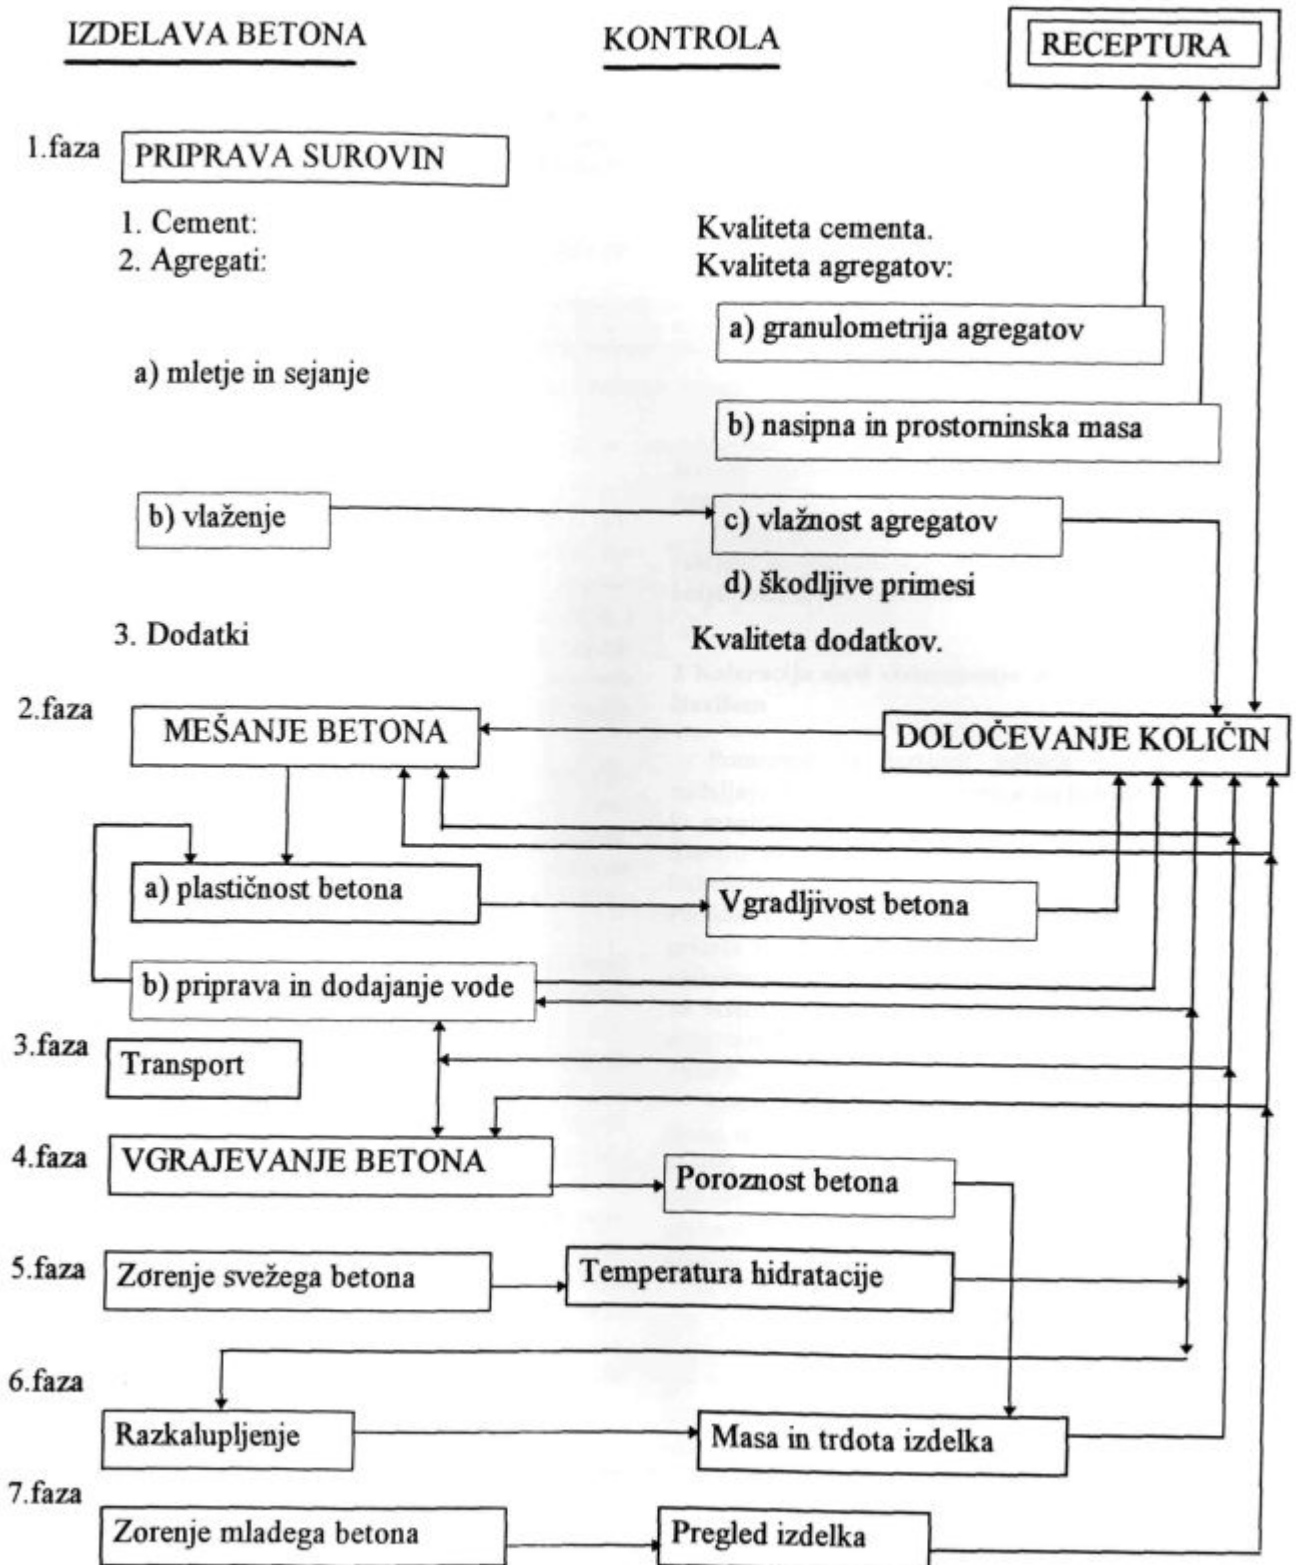 IZDELAVA BETONA
KONTROLA
RECEPTURA
1.faza
PRIPRAVA SUROVIN
1. Cement:
Kvaliteta cementa.
2. Agregati:
Kvaliteta agregatov:
a) granulometrija agregatov
a) mletje in sejanje
b) nasipna in prostorninska masa
b) vlaženje
c) vlažnost agregatov
d) škodljive primesi
3. Dodatki
Kvaliteta dodatkov.
2.faza
MEŠANJE BETONA
DOLOČEVANJE KOLIČIN
a) plastičnost betona
Vgradljivost betona
b) priprava in dodajanje vode
3.faza
Transport
4.faza
VGRAJEVANJE BETONA
Poroznost betona
5.faza
Zorenje svežega betona
Temperatura hidratacije
6.faza
Razkalupljenje
Masa in trdota izdelka
7.faza
Zorenje mladega betona
Pregled izdelka